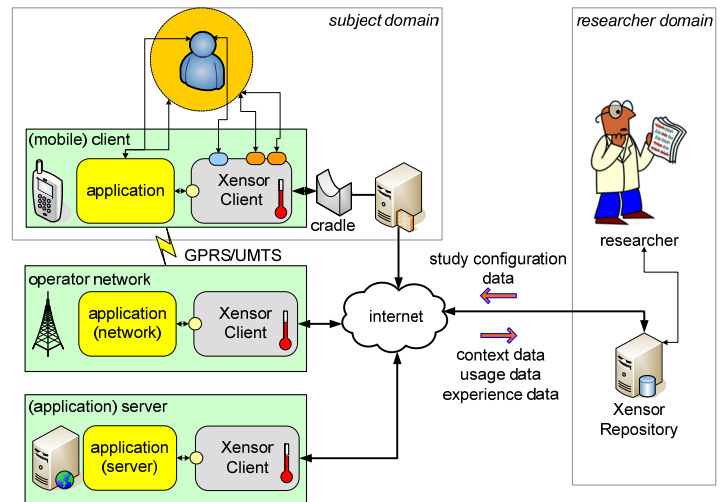 subject domain
researcher domain
(mobile) client
application
Xensor
Client
cradle
researcher
GPRS/UMTS
operator network
application
(network)
Xensor
Client
internet
study configuration
data
context data
usage data
experience data
Xensor
Repository
(application) server
application
(server)
Xensor
Client